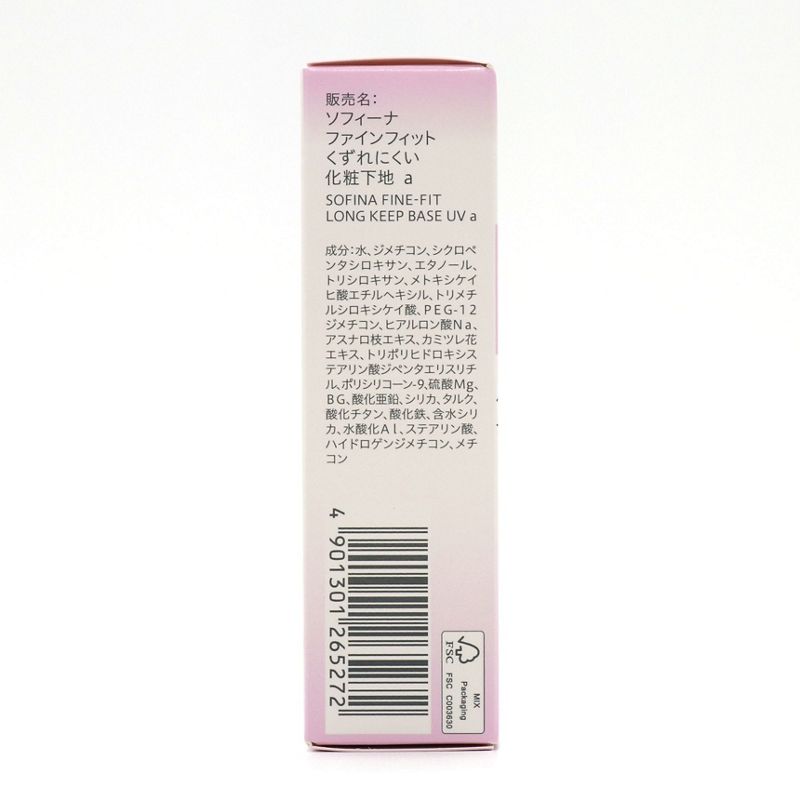 販売名：
ソフィーナ
ファインフィット
くずれにくい
化粧下地 a
SOFINA FINE-FIT
LONG KEEP BASE UV a
成分：水、ジメチコン、シクロペ
ンタシロキサン、エタノール、
トリシロキサン、メトキシケイ
ヒ酸エチルヘキシル、トリメチ
ルシロキシケイ酸、PEG-12
ジメチコン、ヒアルロン酸Na、
アスナロ枝エキス、カミツレ花
エキス、トリポリヒドロキシス
テアリン酸ジペンタエリスリチ
ル、ポリシリコーン-9、硫酸Mg、
BG、酸化亜鉛、シリカ、タルク、
酸化チタン、酸化鉄、含水シリ
カ、水酸化Al、ステアリン酸、
ハイドロゲンジメチコン、メチ
コン
4 901301 265272
FSC
MIX
Packaging
FSC C003630